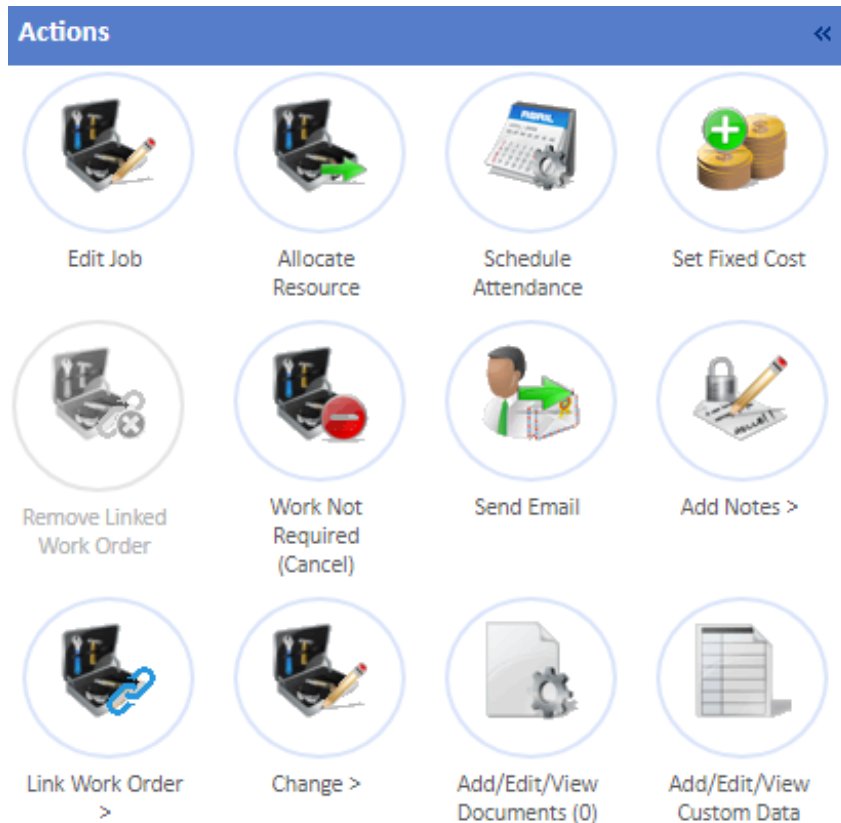 Actions
Edit Job
Allocate
Resource
Schedule
Attendance
Set Fixed Cost
Remove Linked
Work Order
Work Not
Required
(Cancel)
Send Email
Add Notes >
Link Work Order
>
Change >
Add/Edit/View
Documents (0)
Add/Edit/View
Custom Data